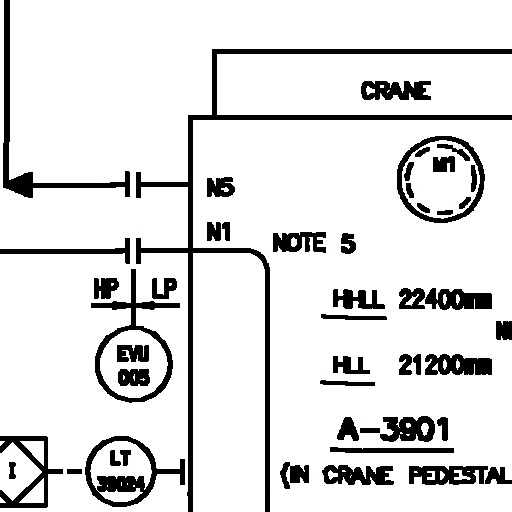 CRANE
M1
N5
N1
NOTE 5
HP LP
HHLL 22400mm
EVU
005
HLL 21200mm
A-3901
LT
39024
I
(IN CRANE PEDESTAL